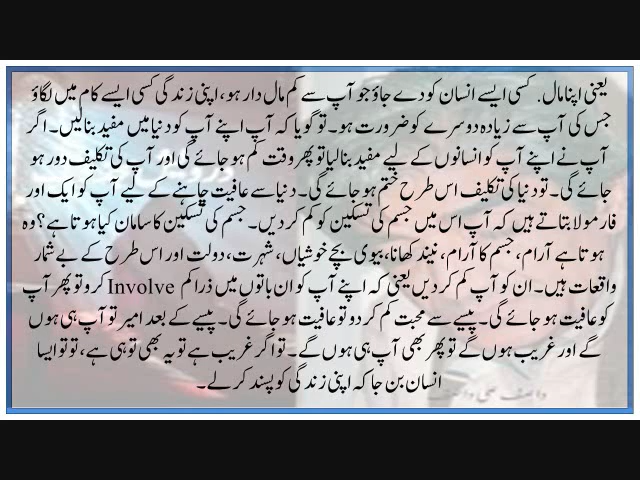 یعنی اپنا مال . کسی ایسے انسان کو دے جاؤ جو آپ سے کم مال دار ہو، اپنی زندگی کسی ایسے کام میں لگاؤ
جس کی آپ سے زیادہ دوسرے کو ضرورت ہو۔ تو گویا کہ آپ اپنے آپ کو دنیا میں مفید بنا لیں۔ اگر
آپ نے اپنے آپ کو انسانوں کے لیے مفید بنا لیا تو پھر وقت کم ہو جائے گی اور آپ کی تکلیف دور ہو
جائے گی۔ تو دنیا کی تکلیف اس طرح ختم ہو جائے گی۔ دنیا سے عافیت چاہنے کے لیے آپ کو ایک اور
فارمولا بتاتے ہیں کہ آپ اس میں جسم کی تسکین کو کم کر دیں۔ جسم کی تسکین کا سامان کیا ہوتا ہے؟ وہ
ہوتا ہے آرام، جسم کا آرام، نیند کھانا، بیوی بچے خوشیاں، شہرت، دولت اور اس طرح کے بے شمار
واقعات ہیں۔ ان کو آپ کم کر دیں یعنی کہ اپنے آپ کو ان باتوں میں ذرا کم Involve کرو تو پھر آپ
کو عافیت ہو جائے گی۔ پیسے سے محبت کم کر دو تو عافیت ہو جائے گی۔ پیسے کے بعد امیر تو آپ ہی ہوں
گے اور غریب ہوں گے تو پھر بھی آپ ہی ہوں گے۔ تو اگر غریب ہے تو یہ بھی تو ہی ہے، تو تو ایسا
انسان بن جا کہ اپنی زندگی کو پسند کر لے۔
واصف علی واصف